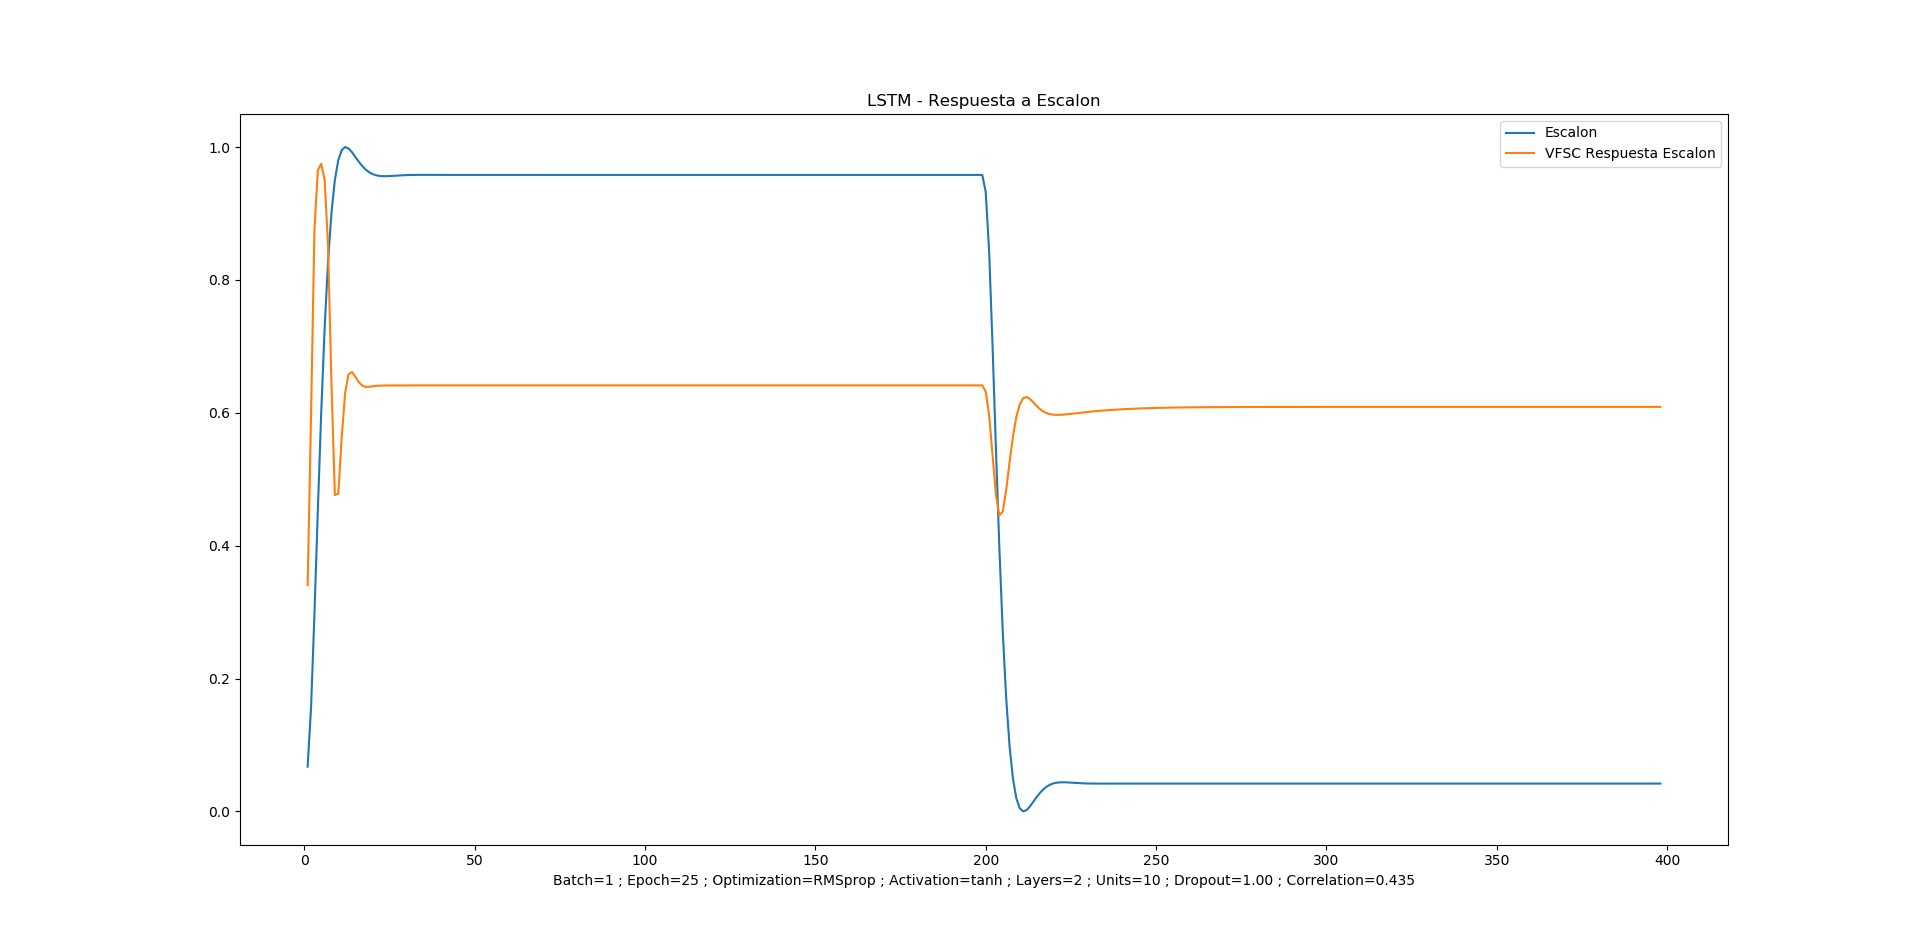 LSTM - Respuesta a Escalon
Escalon
VFSC Respuesta Escalon
1.0
0.8
0.6
0.4
0.2
0.0
0 50 100 150 200 250 300 350 400
Batch=1 ; Epoch=25 ; Optimization=RMSprop ; Activation=tanh ; Layers=2 ; Units=10 ; Dropout=1.00 ; Correlation=0.435